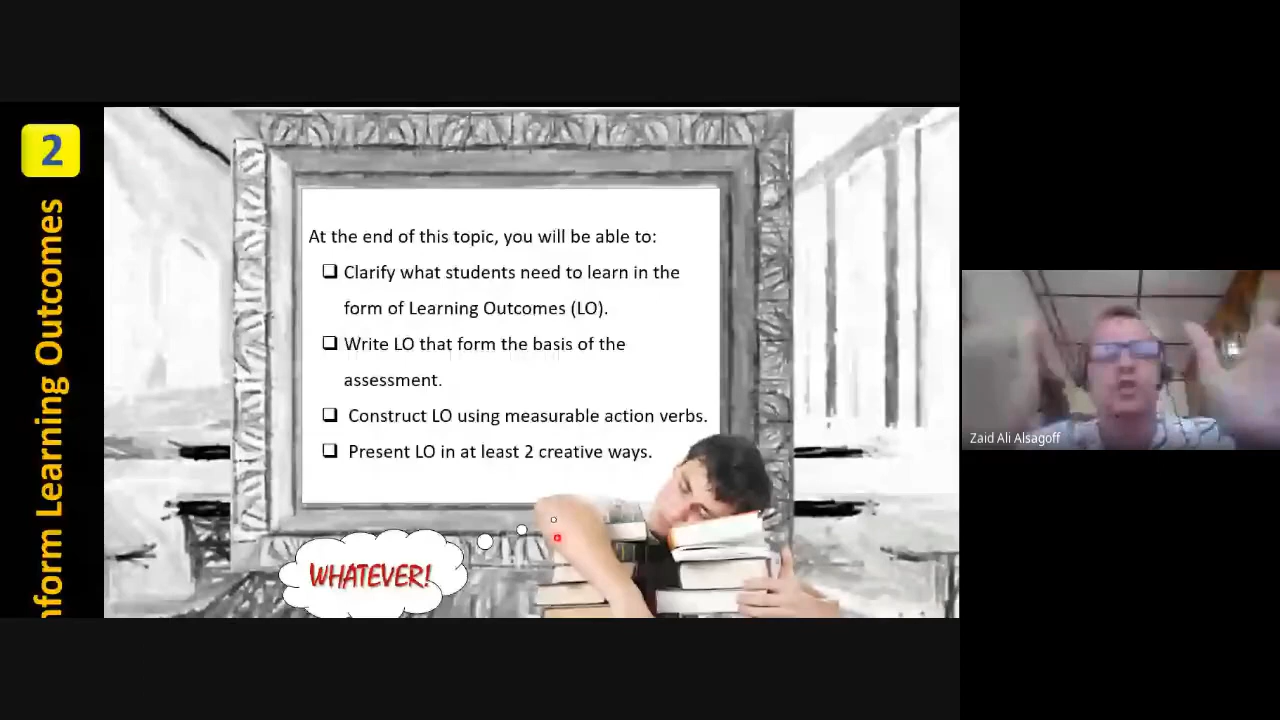 2
nform Learning Outcomes
At the end of this topic, you will be able to:
Clarify what students need to learn in the
form of Learning Outcomes (LO).
Write LO that form the basis of the
assessment.
Construct LO using measurable action verbs.
Present LO in at least 2 creative ways.
WHATEVER!
Zaid Ali Alsagoff